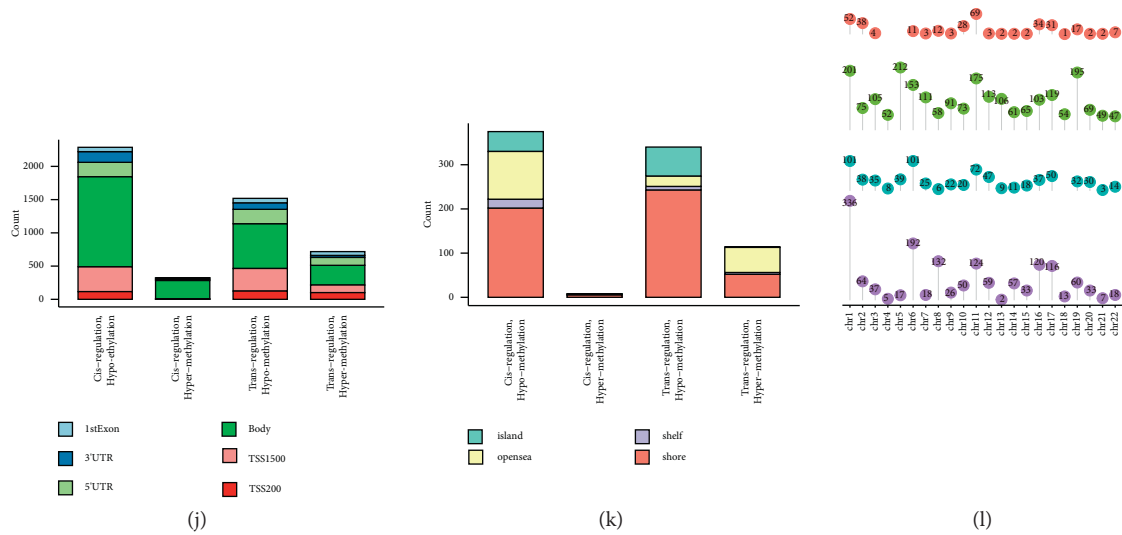 2000
1500
1000
500
0
Count
Cis−regulation,
Hypo−ethylation
Cis−regulation,
Hyper−methylation
Trans−regulation,
Hypo−methylation
Trans−regulation,
Hyper−methylation
1stExon
3'UTR
5'UTR
Body
TSS1500
TSS200
(j)
300
200
100
0
Count
Cis−regulation,
Hypo−methylation
Cis−regulation,
Hyper−methylation
Trans−regulation,
Hypo−methylation
Trans−regulation,
Hyper−methylation
island
opensea
shelf
shore
(k)
52 38 4 11 3 12 3 28 69 3 2 2 2 34 31 1 17 2 2 7
201 75 105 52 212 153 111 58 91 73 175 113 106 61 65 103 119 54 195 69 49 47
101 38 35 8 39 101 25 6 22 20 72 47 9 11 18 37 50 32 30 3 14
336 64 37 5 17 192 18 132 26 50 124 59 2 57 33 120 116 13 60 33 7 18
chr1
chr2
chr3
chr4
chr5
chr6
chr7
chr8
chr9
chr10
chr11
chr12
chr13
chr14
chr15
chr16
chr17
chr18
chr19
chr20
chr21
chr22
(l)